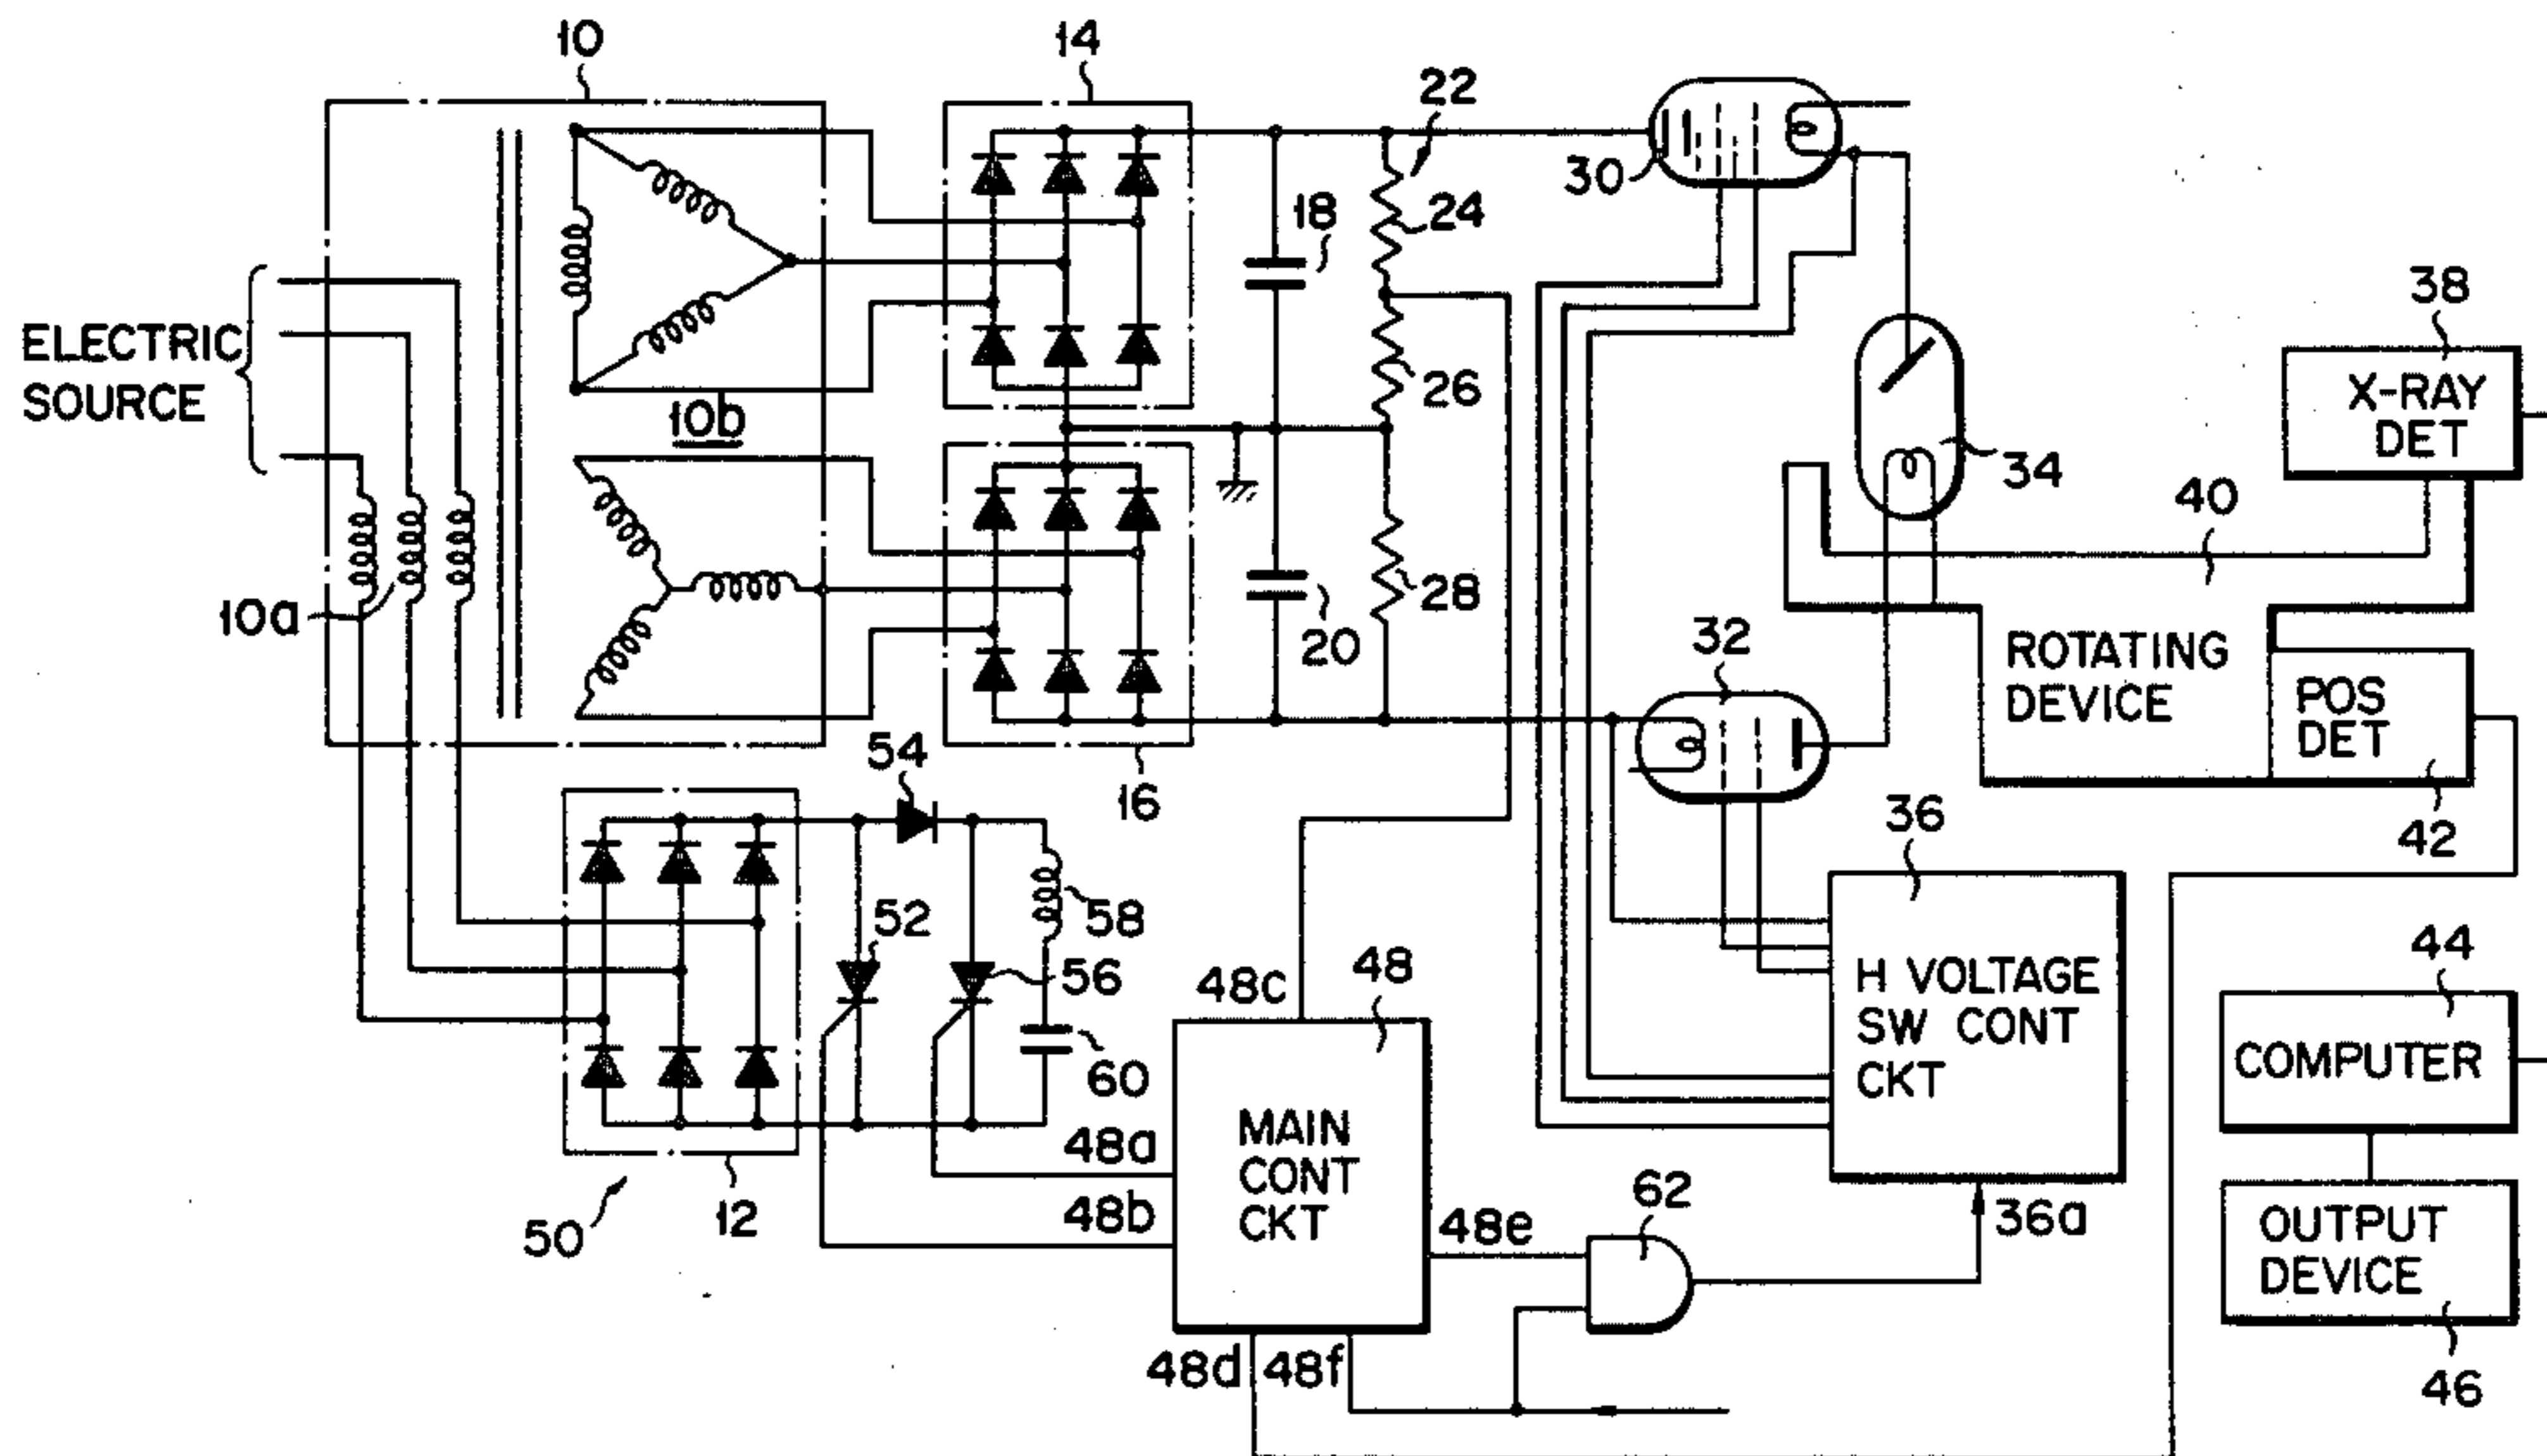 10
14
22
30
24
18
38
ELECTRIC
SOURCE
X-RAY
DET
26
10b
34
40
10a
28
20
32
ROTATING
DEVICE
POS
DET
54
16
36
42
52
58
48c
48
56
H VOLTAGE
SW CONT
CKT
44
COMPUTER
60
48a
MAIN
CONT
CKT
48b
62
50
12
48e
36a
OUTPUT
DEVICE
48d
48f
46